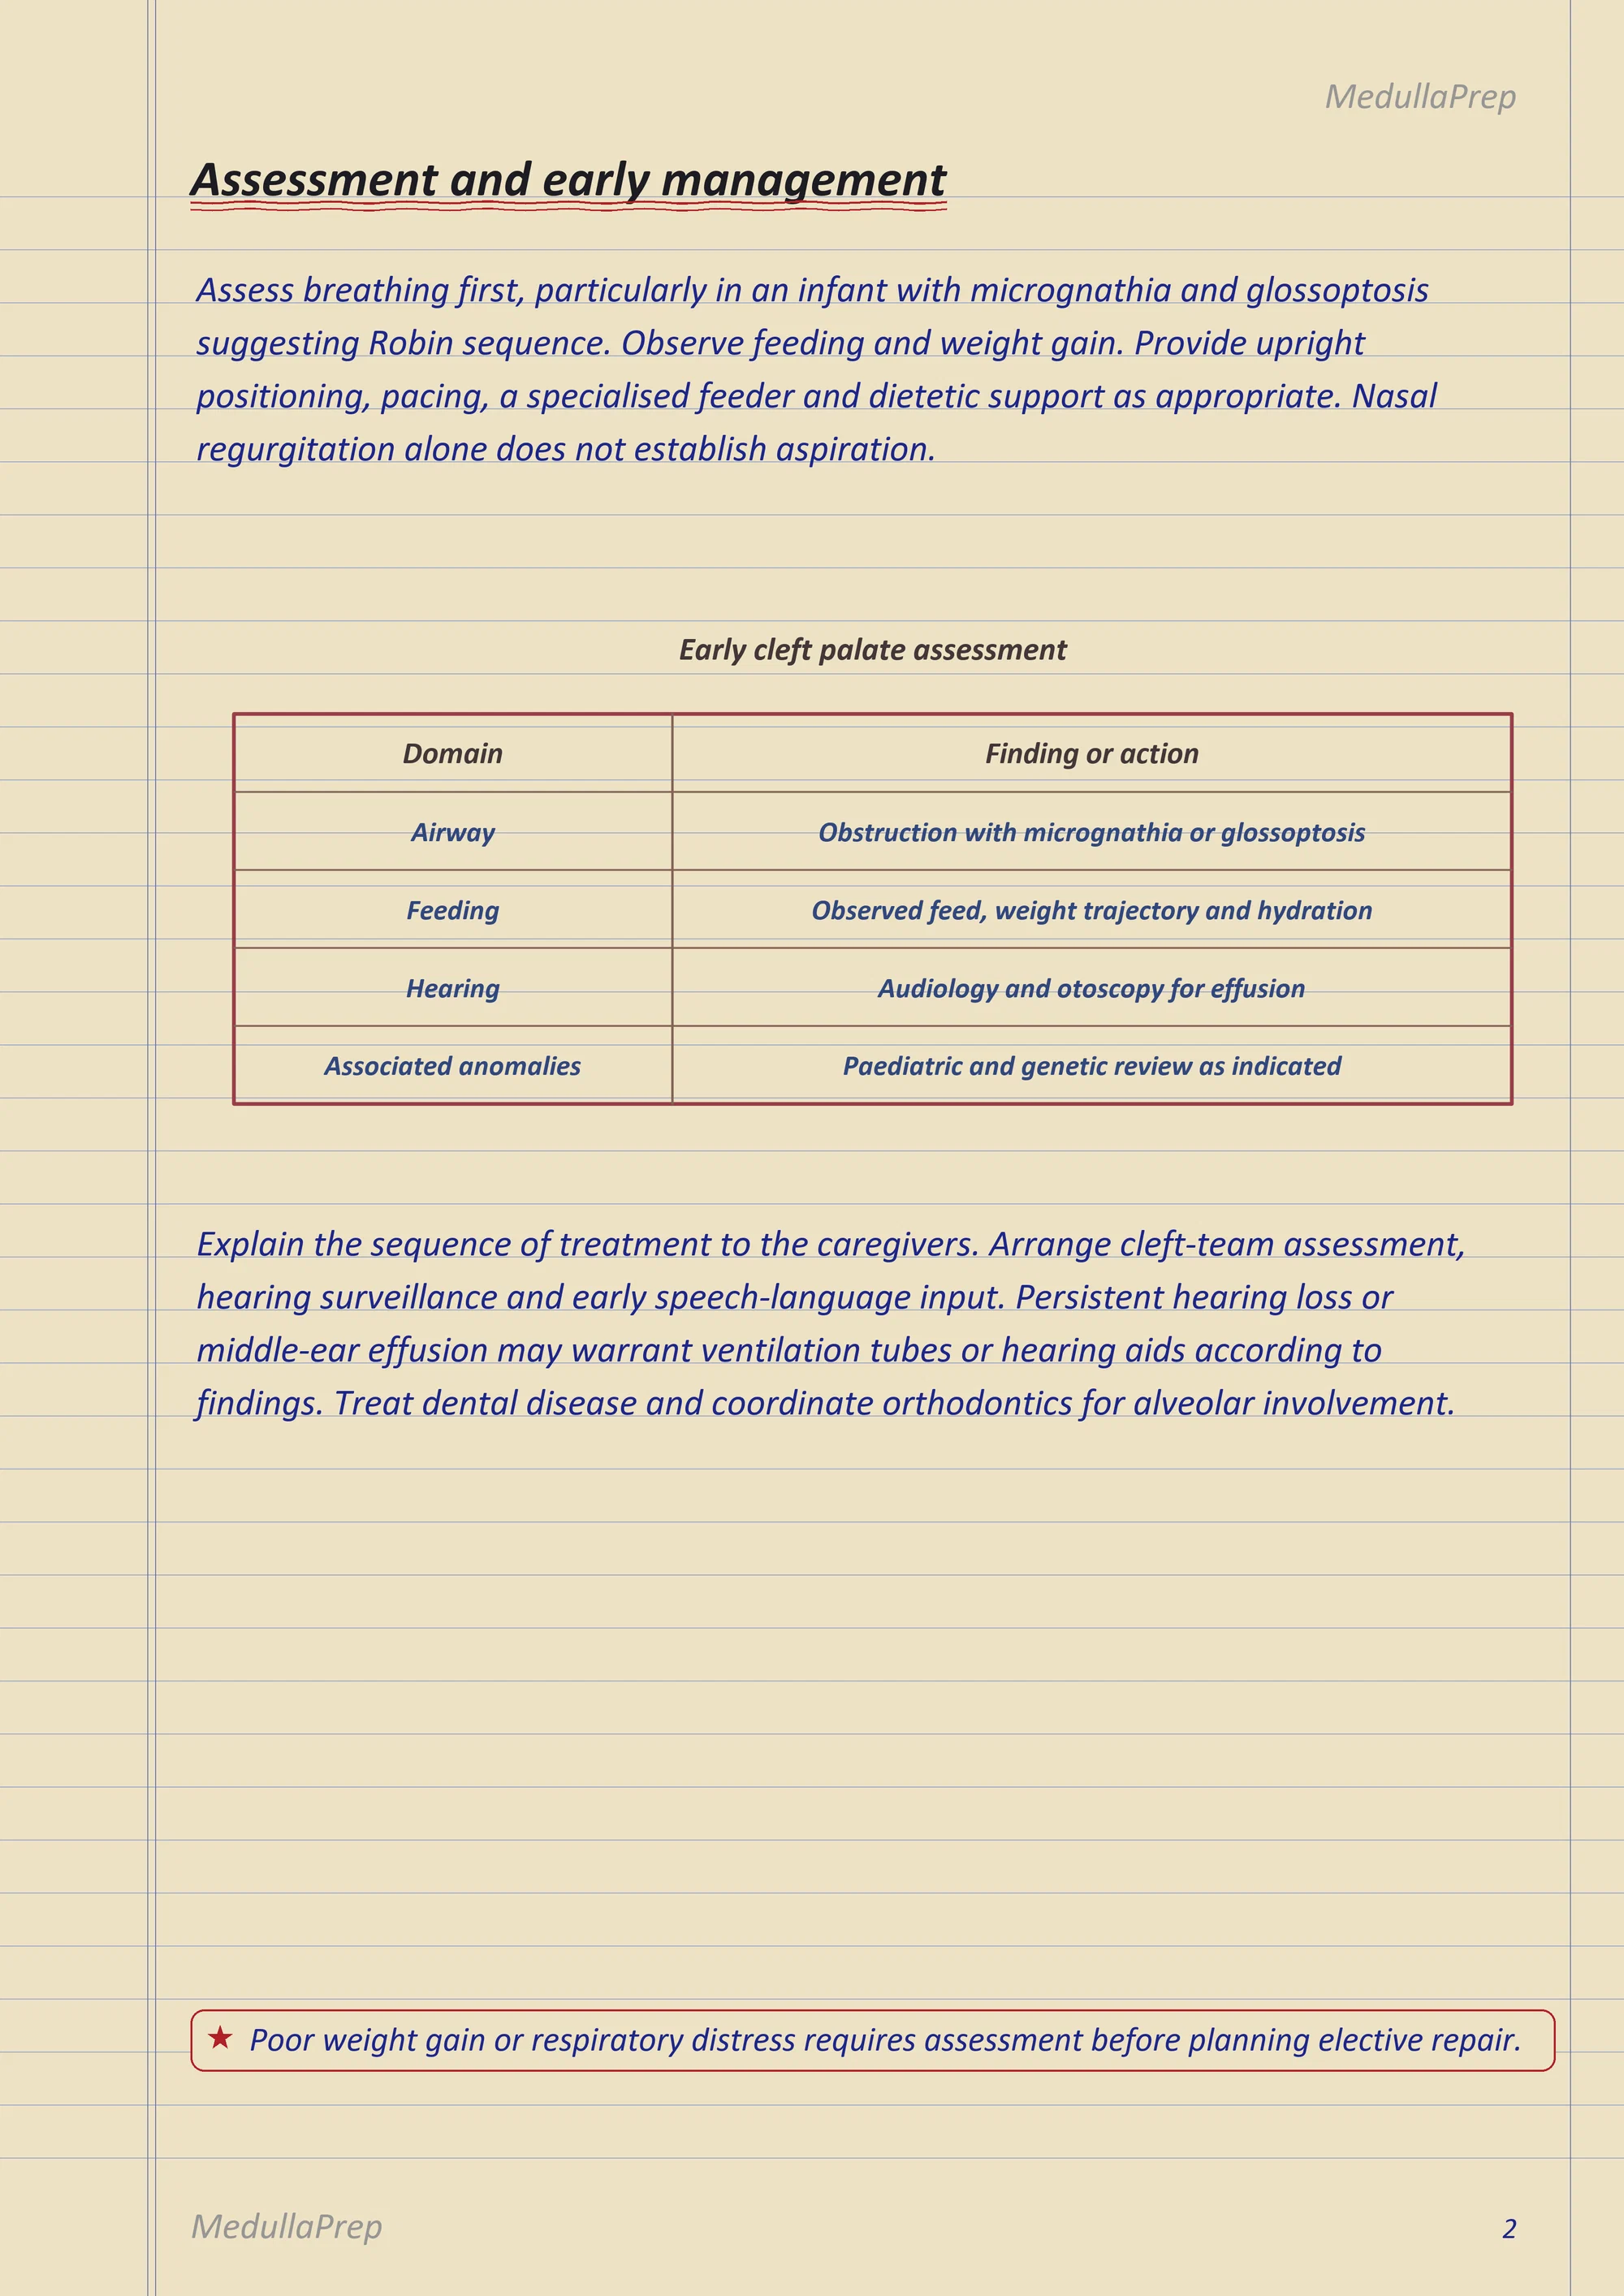 MedullaPrep
Assessment and early management
Assess breathing first, particularly in an infant with micrognathia and glossoptosis
suggesting Robin sequence. Observe feeding and weight gain. Provide upright
positioning, pacing, a specialised feeder and dietetic support as appropriate. Nasal
regurgitation alone does not establish aspiration.
Early cleft palate assessment
Domain Finding or action
Airway Obstruction with micrognathia or glossoptosis
Feeding Observed feed, weight trajectory and hydration
Hearing Audiology and otoscopy for effusion
Associated anomalies Paediatric and genetic review as indicated
Explain the sequence of treatment to the caregivers. Arrange cleft-team assessment,
hearing surveillance and early speech-language input. Persistent hearing loss or
middle-ear effusion may warrant ventilation tubes or hearing aids according to
findings. Treat dental disease and coordinate orthodontics for alveolar involvement.
★ Poor weight gain or respiratory distress requires assessment before planning elective repair.
MedullaPrep 2